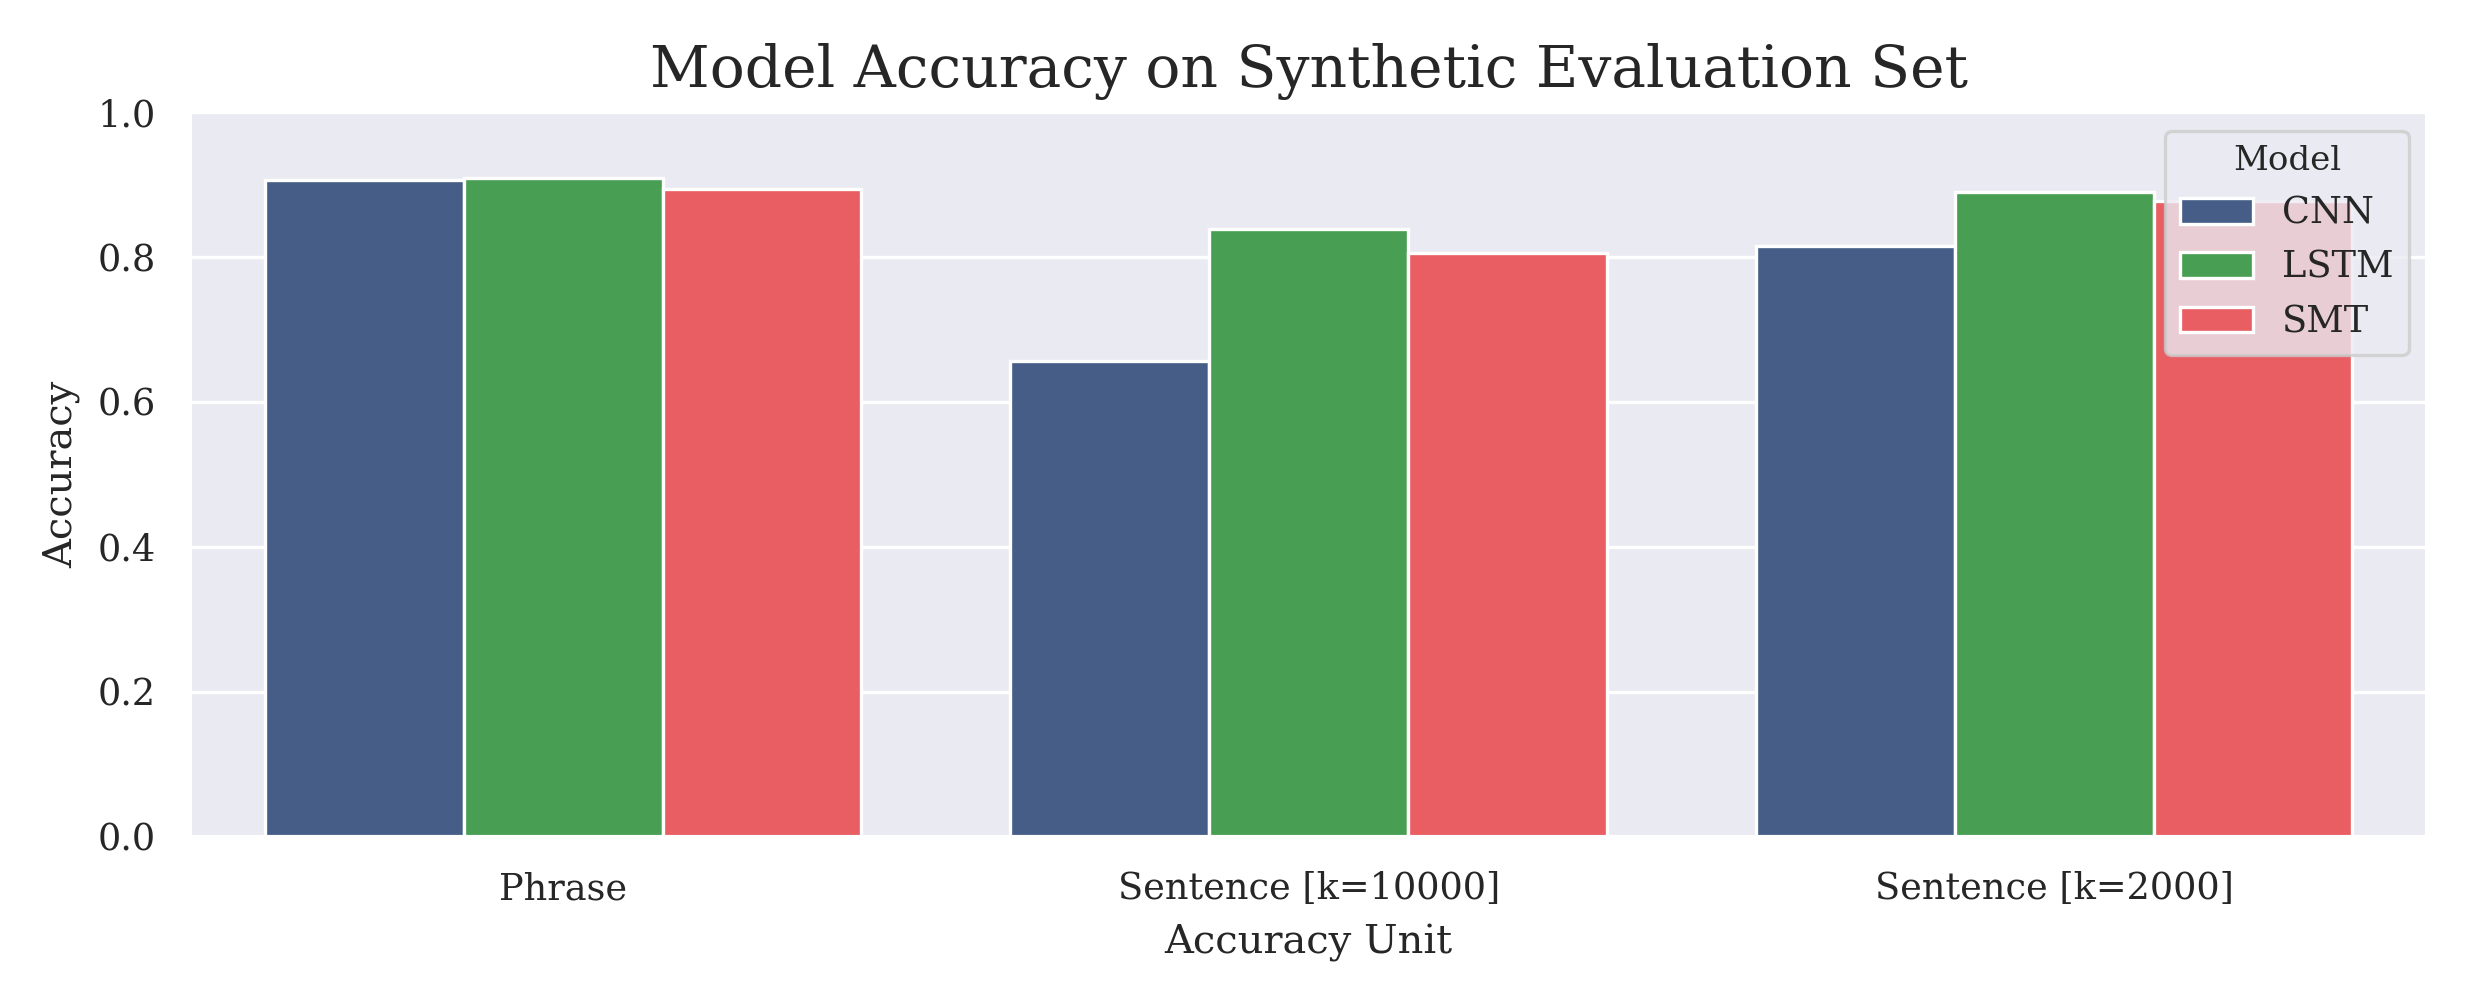 Model Accuracy on Synthetic Evaluation Set
1.0
0.8
0.6
0.4
0.2
0.0
Accuracy
Model
CNN
LSTM
SMT
Phrase
Sentence [k=10000]
Sentence [k=2000]
Accuracy Unit